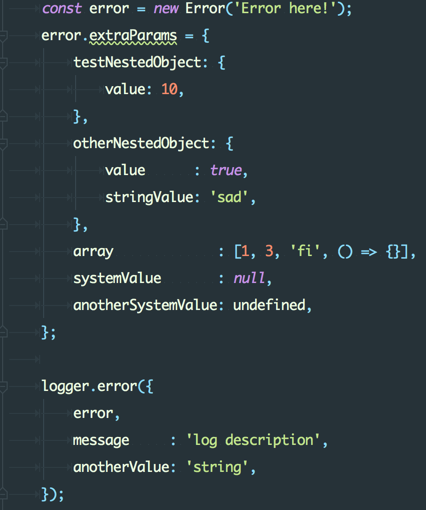 const error = new Error('Error here!');
error.extraParams = {
    testNestedObject: {
        value: 10,
    },
    otherNestedObject: {
        value      : true,
        stringValue: 'sad',
    },
    array             : [1, 3, 'fi', () => {}],
    systemValue       : null,
    anotherSystemValue: undefined,
};

logger.error({
    error,
    message     : 'log description',
    anotherValue: 'string',
});